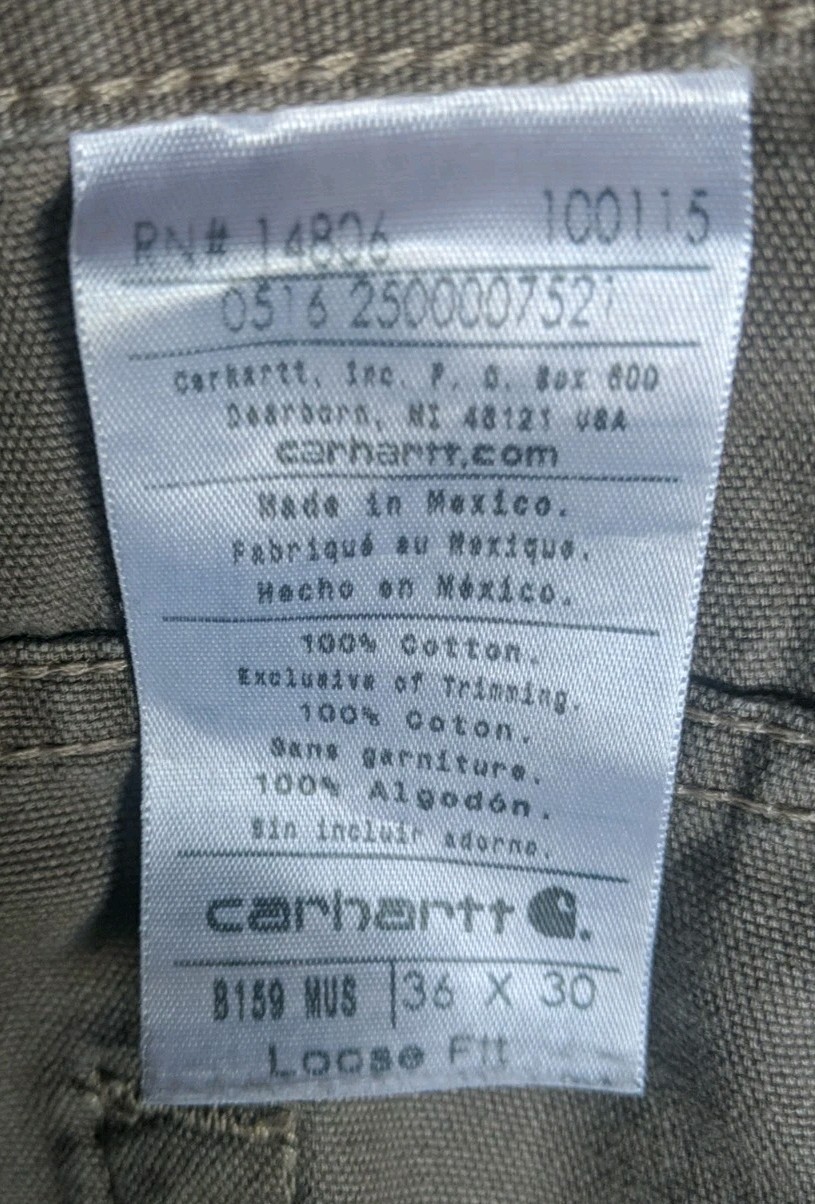 RN# 14806 100115
0516 25000007521
Carhartt, Inc. P. O. Box 600
Dearborn, MI 48121 USA
carhartt.com
Made in Mexico.
Fabriqué au Mexique.
Hecho en México.
100% Cotton.
Exclusive of Trimming.
100% Coton.
Sans garniture.
100% Algodón.
Sin incluir adorno.
carhartt
B159 MUS 36 X 30
Loose Fit